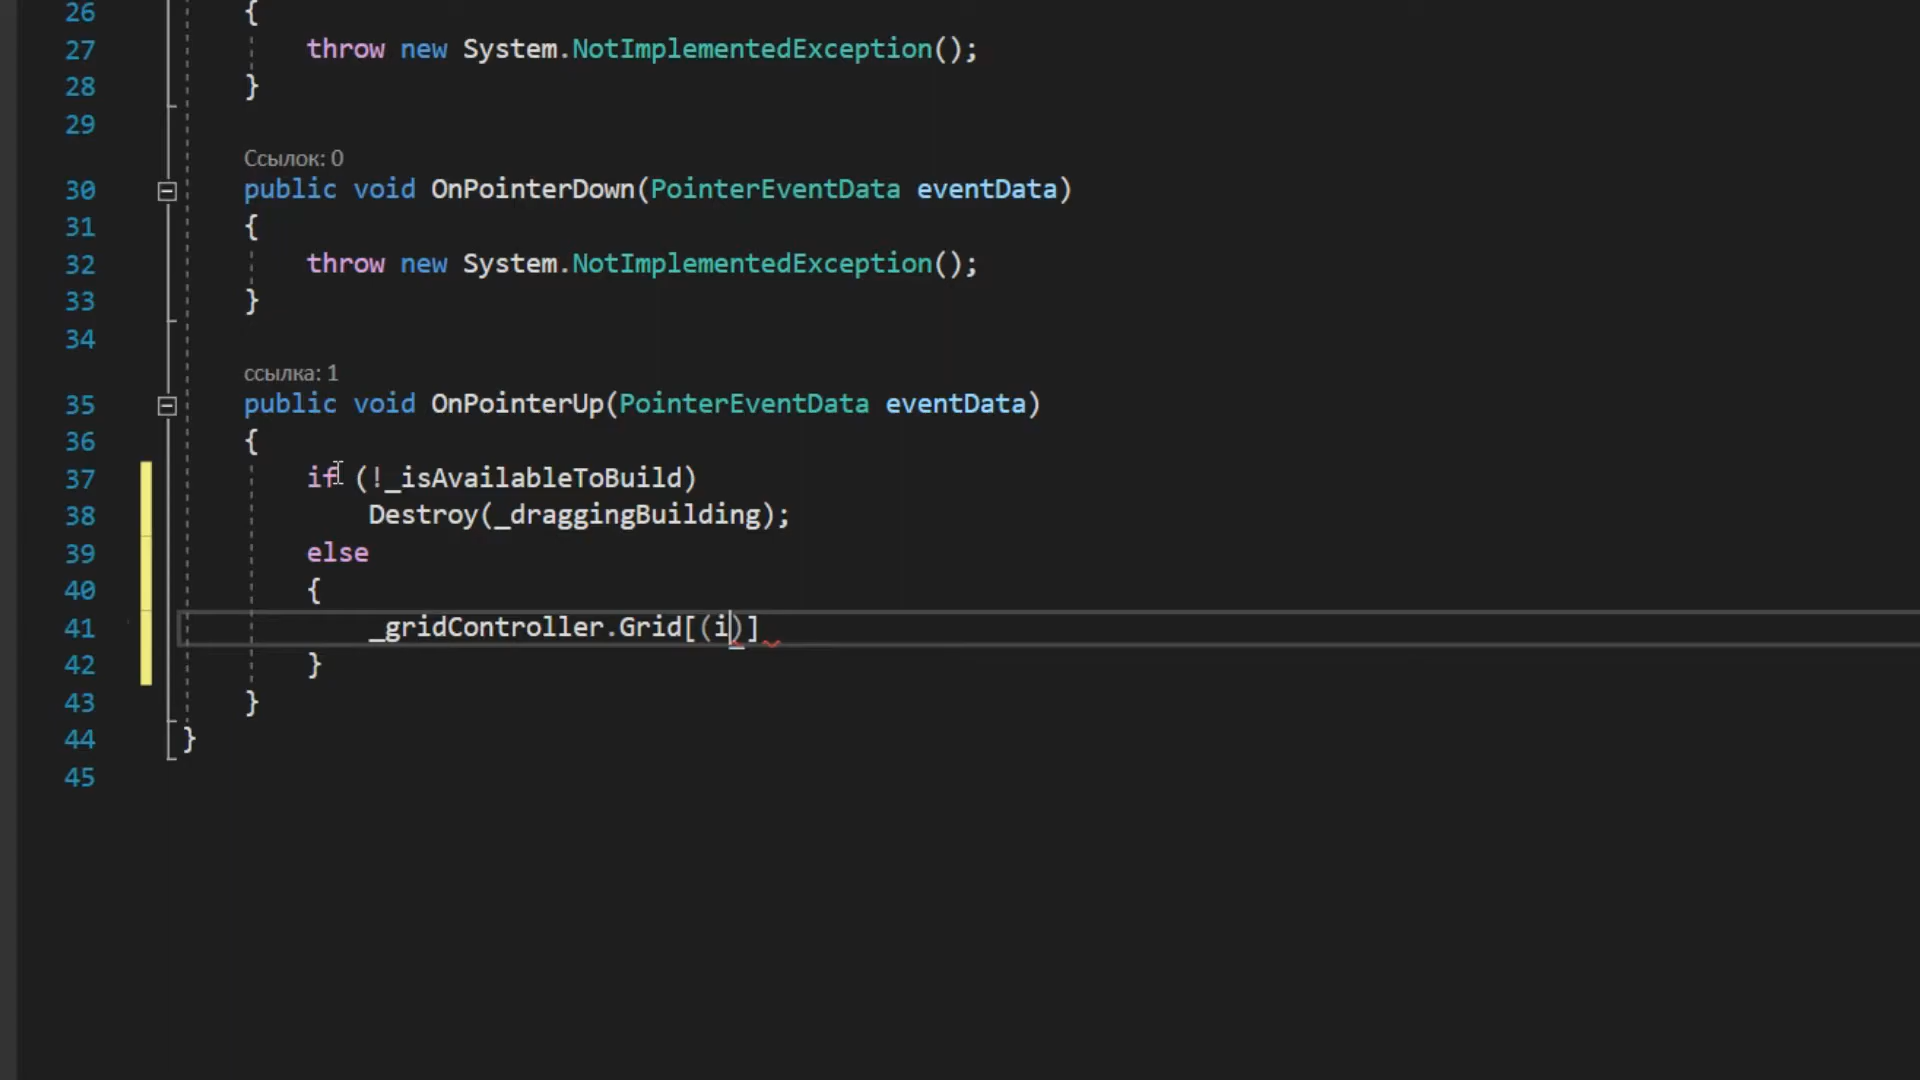 26 {
27 throw new System.NotImplementedException();
28 }
29
Ссылок: 0
30 public void OnPointerDown(PointerEventData eventData)
31 {
32 throw new System.NotImplementedException();
33 }
34
ссылка: 1
35 public void OnPointerUp(PointerEventData eventData)
36 {
37 if (!_isAvailableToBuild)
38 Destroy(_draggingBuilding);
39 else
40 {
41 _gridController.Grid[(i)]
42 }
43 }
44 }
45